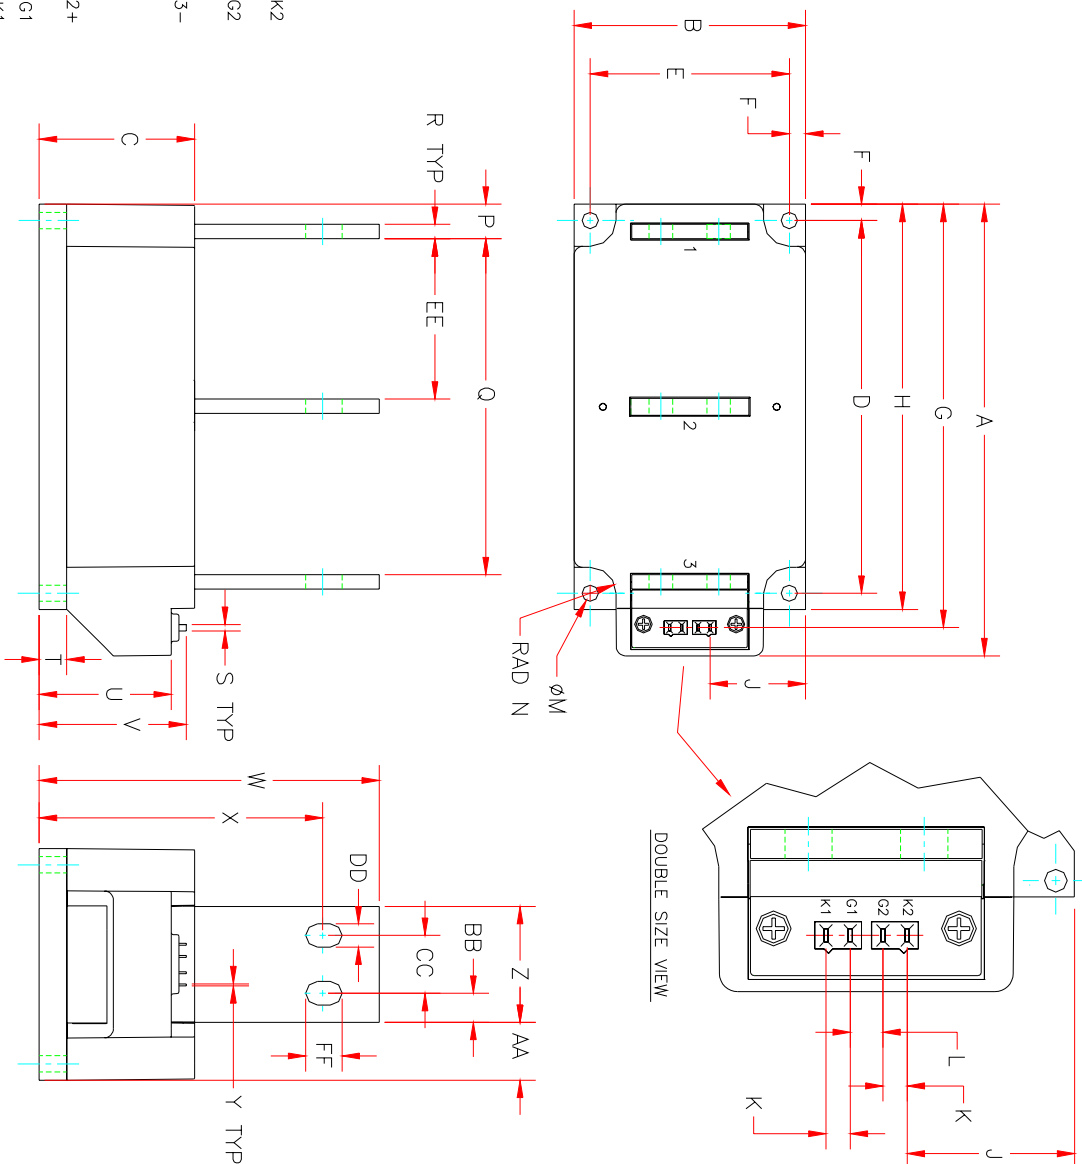 K2
G2
3-
2+
G1
K1
B
E
F
F
D
H
G
A
1
2
3
J
RAD N
øM
C
R TYP
P
EE
Q
T
U
V
S TYP
DOUBLE SIZE VIEW
K1
G1
G2
K2
L
K
K
J
W
X
DD
BB
CC
Z
AA
FF
Y TYP